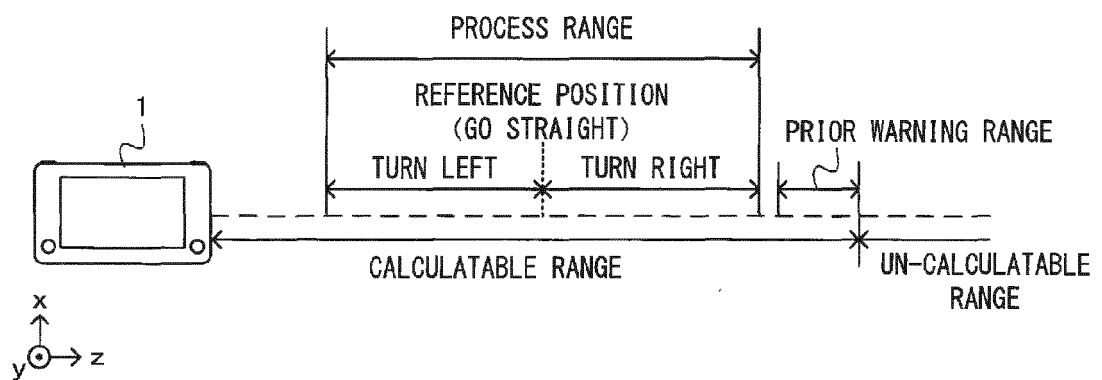 PROCESS RANGE
REFERENCE POSITION
(GO STRAIGHT)
1
PRIOR WARNING RANGE
TURN LEFT
TURN RIGHT
CALCULATABLE RANGE
UN-CALCULATABLE
RANGE
x
y
z